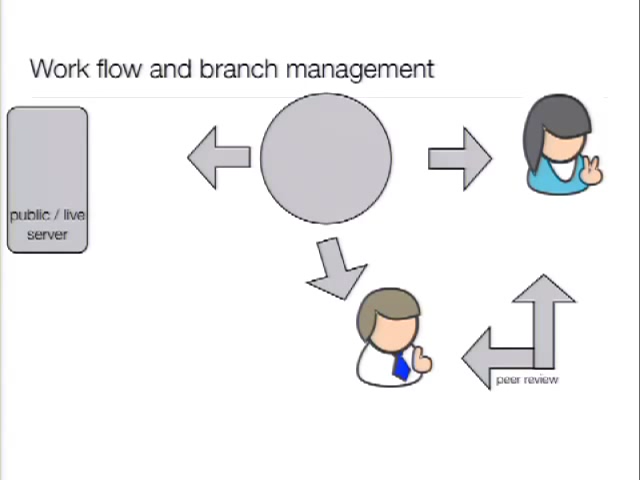 Work flow and branch management
public / live
server
peer review